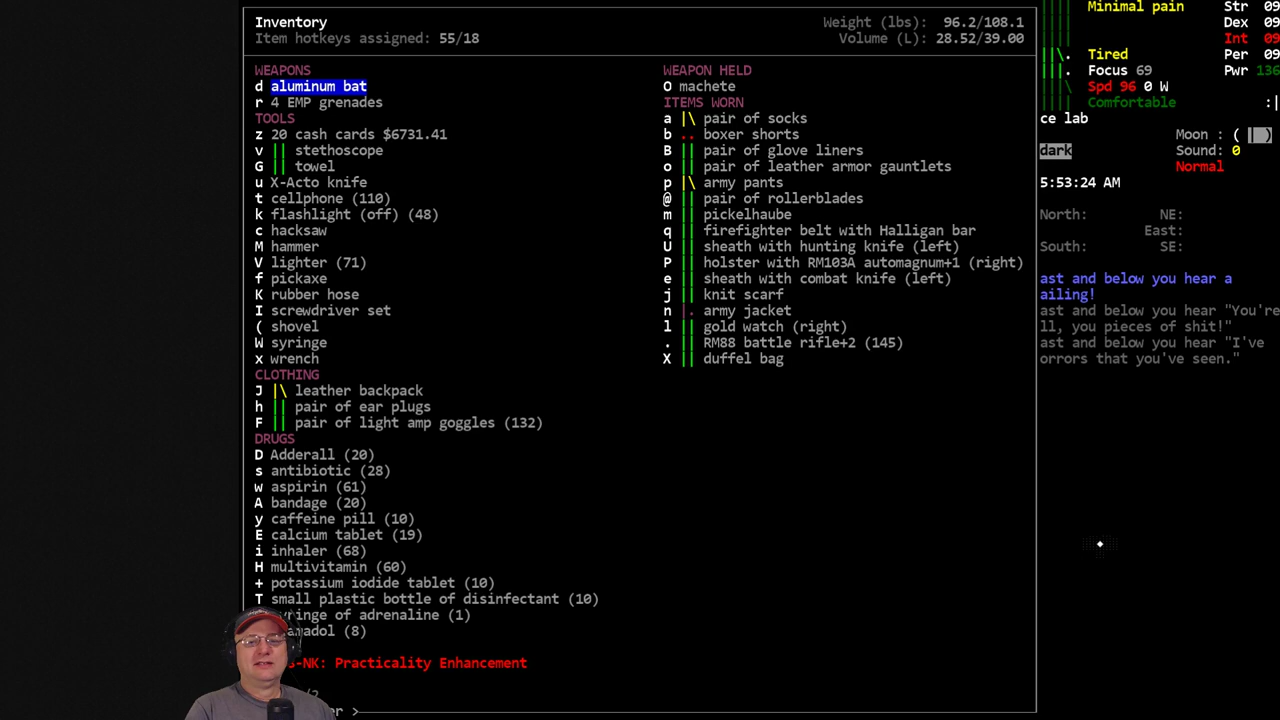 Inventory
Item hotkeys assigned: 55/18
Weight (lbs): 96.2/108.1
Volume (L): 28.52/39.00
WEAPONS
d aluminum bat
r 4 EMP grenades
TOOLS
z 20 cash cards $6731.41
v || stethoscope
G || towel
u X-Acto knife
t cellphone (110)
k flashlight (off) (48)
c hacksaw
M hammer
V lighter (71)
f pickaxe
K rubber hose
I screwdriver set
( shovel
W syringe
x wrench
CLOTHING
J |\ leather backpack
h || pair of ear plugs
F || pair of light amp goggles (132)
DRUGS
D Adderall (20)
s antibiotic (28)
w aspirin (61)
A bandage (20)
y caffeine pill (10)
E calcium tablet (19)
i inhaler (68)
H multivitamin (60)
+ potassium iodide tablet (10)
T small plastic bottle of disinfectant (10)
ringe of adrenaline (1)
amadol (8)
-NK: Practicality Enhancement
/2
er >
WEAPON HELD
O machete
ITEMS WORN
a |\ pair of socks
b .. boxer shorts
B || pair of glove liners
o || pair of leather armor gauntlets
p |\ army pants
@ || pair of rollerblades
m || pickelhaube
q || firefighter belt with Halligan bar
U || sheath with hunting knife (left)
P || holster with RM103A automagnum+1 (right)
e || sheath with combat knife (left)
j || knit scarf
n |. army jacket
l || gold watch (right)
. || RM88 battle rifle+2 (145)
X || duffel bag
|||| Minimal pain Str 09
|||| Dex 09
|||| Int 09
||\. Tired Per 09
|||. Focus 69 Pwr 136
|||\ Spd 96 0 W
|||| Comfortable :|
ce lab
Moon : ( | )
dark Sound: 0
Normal
5:53:24 AM
North: NE:
East:
South: SE:
ast and below you hear a
ailing!
ast and below you hear "You're
ll, you pieces of shit!"
ast and below you hear "I've
orrors that you've seen."